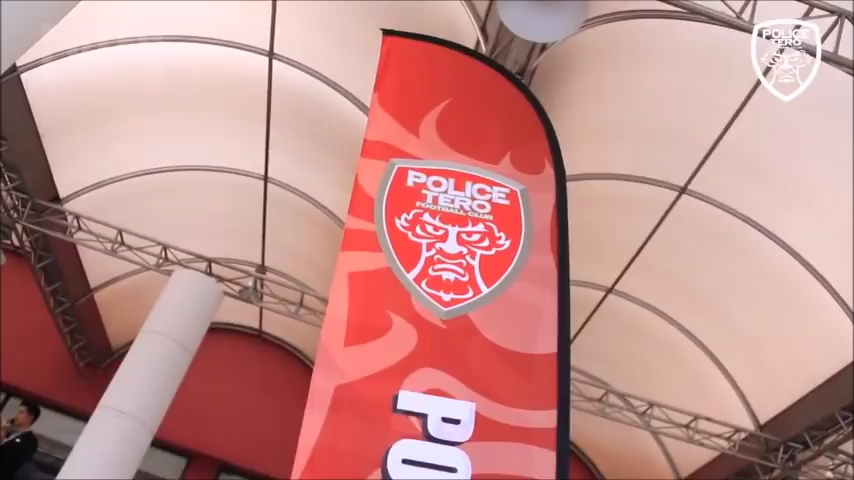 POLICE
TERO
FOOTBALL CLUB
PO
POLICE
TERO